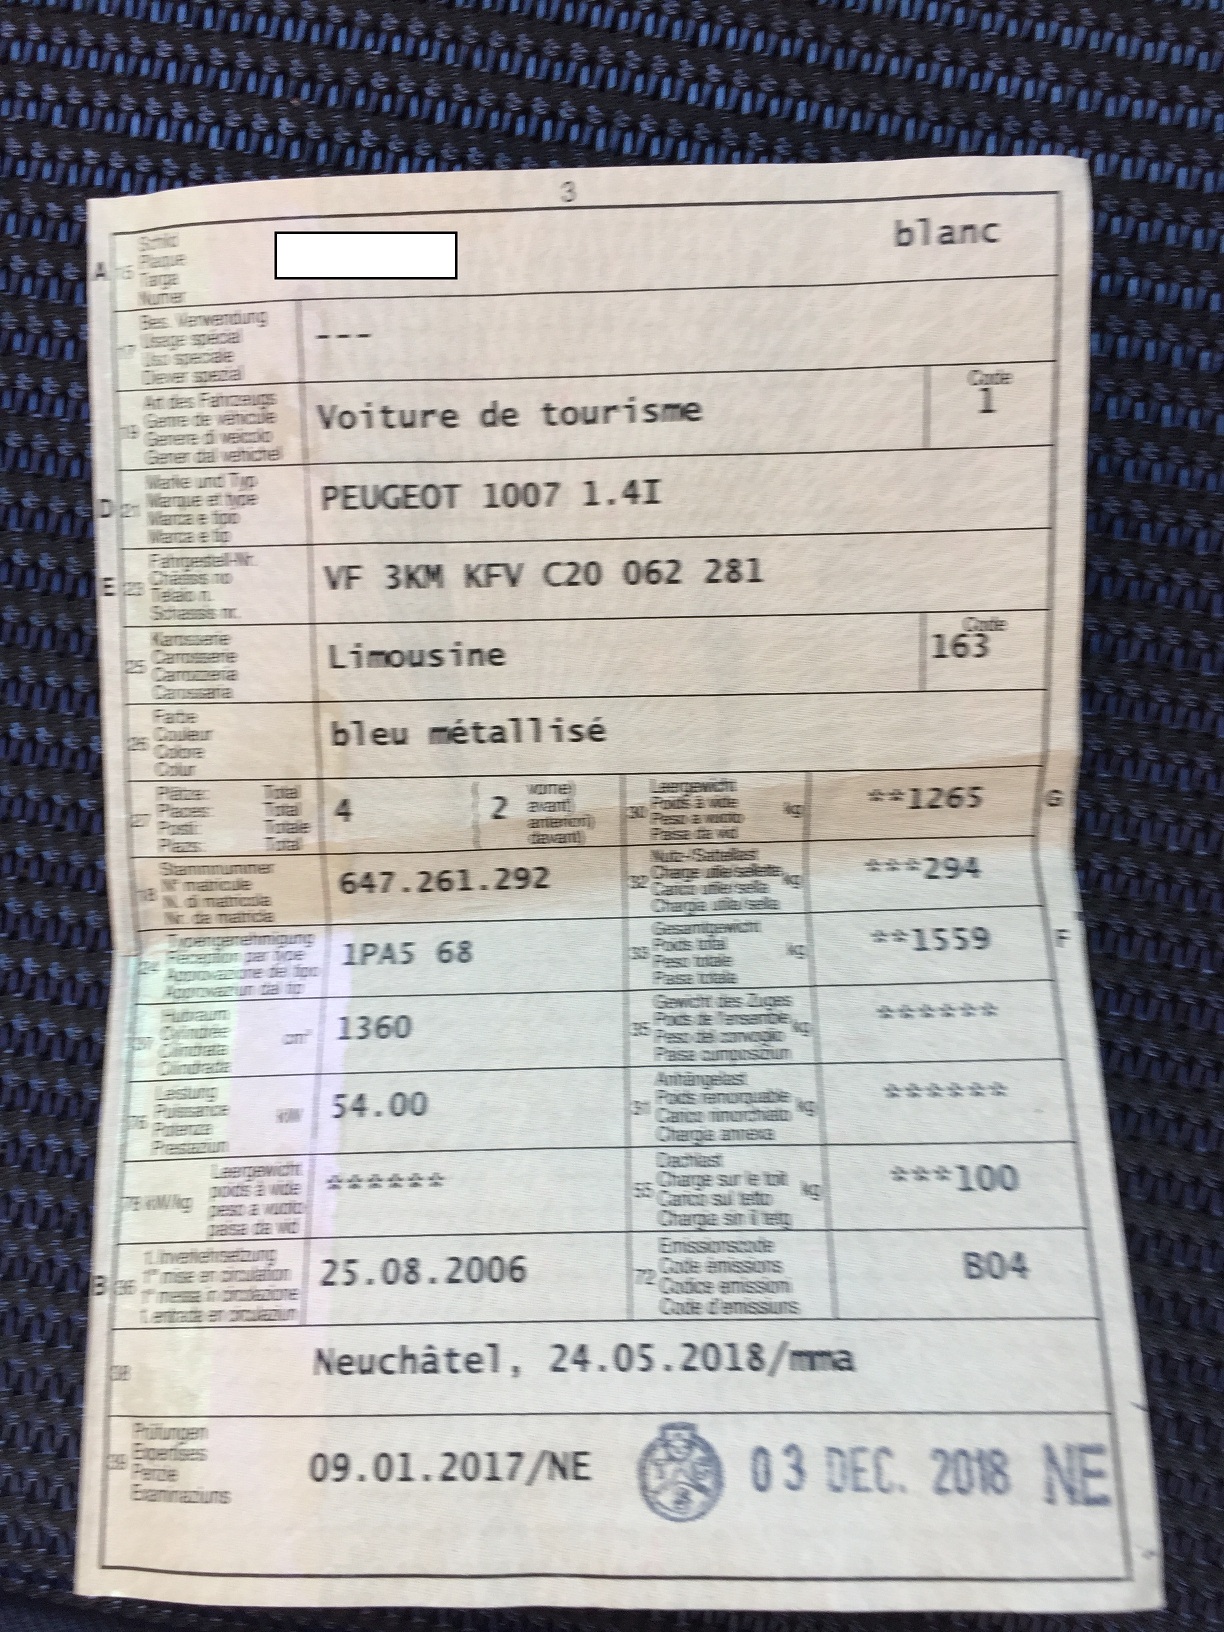 3
A 15 Schild
Plaque
Targa
Numer
blanc
17 Bes. Verwendung
Usage spécial
Uso speciale
Diever spezial
---
19 Art des Fahrzeugs
Genre de véhicule
Genere di veicolo
Gener dal vehichel
Voiture de tourisme
Code
1
D 21 Marke und Typ
Marque et type
Marca e tipo
Marca e tip
PEUGEOT 1007 1.4I
E 23 Fahrgestell-Nr.
Châssis no
Telaio n.
Schassis nr.
VF 3KM KFV C20 062 281
25 Karosserie
Carrosserie
Carrozzeria
Carossaria
Limousine
Code
163
26 Farbe
Couleur
Colore
Colur
bleu métallisé
27 Plätze: Total
Places: Total
Posti: Totale
Plazs: Total
4 ( 2 vorne)
avant)
anteriori)
davant)
30 Leergewicht
Poids à vide
Peso a vuoto
Paisa da vid
kg
**1265 G
18 Stammnummer
N° matricule
N. di matricola
Nr. da matricla
647.261.292
32 Nutz-/Sattellast
Charge utile/sellette
Carico utile/sella
Chargia utila/sella
kg
***294
24 Typengenehmigung
Réception par type
Approvazione del tipo
Approvaziun dal tip
1PA5 68
33 Gesamtgewicht
Poids total
Peso totale
Paisa totala
kg
**1559 F
37 Hubraum
Cylindrée
Cilindrata
Cilindrada
cm³
1360
35 Gewicht des Zuges
Poids de l'ensemble
Peso del convoglio
Paisa cumposiziun
kg
******
76 Leistung
Puissance
Potenza
Prestaziun
kW
54.00
31 Anhängelast
Poids remorquable
Carico rimorchiato
Chargia annexa
kg
******
78 kW/kg Leergewicht
poids à vide
peso a vuoto
paisa da vid
******
55 Dachlast
Charge sur le toit
Carico sul tetto
Chargia sin il tetg
kg
***100
B 36 1. Inverkehrsetzung
1re mise en circulation
1a messa in circolazione
1. entrada en circulaziun
25.08.2006
72 Emissionscode
Code émissions
Codice emissioni
Code d'emissiuns
B04
38
Neuchâtel, 24.05.2018/mma
39 Prüfungen
Expertises
Perizie
Examinaziuns
09.01.2017/NE
03 DEC. 2018 NE